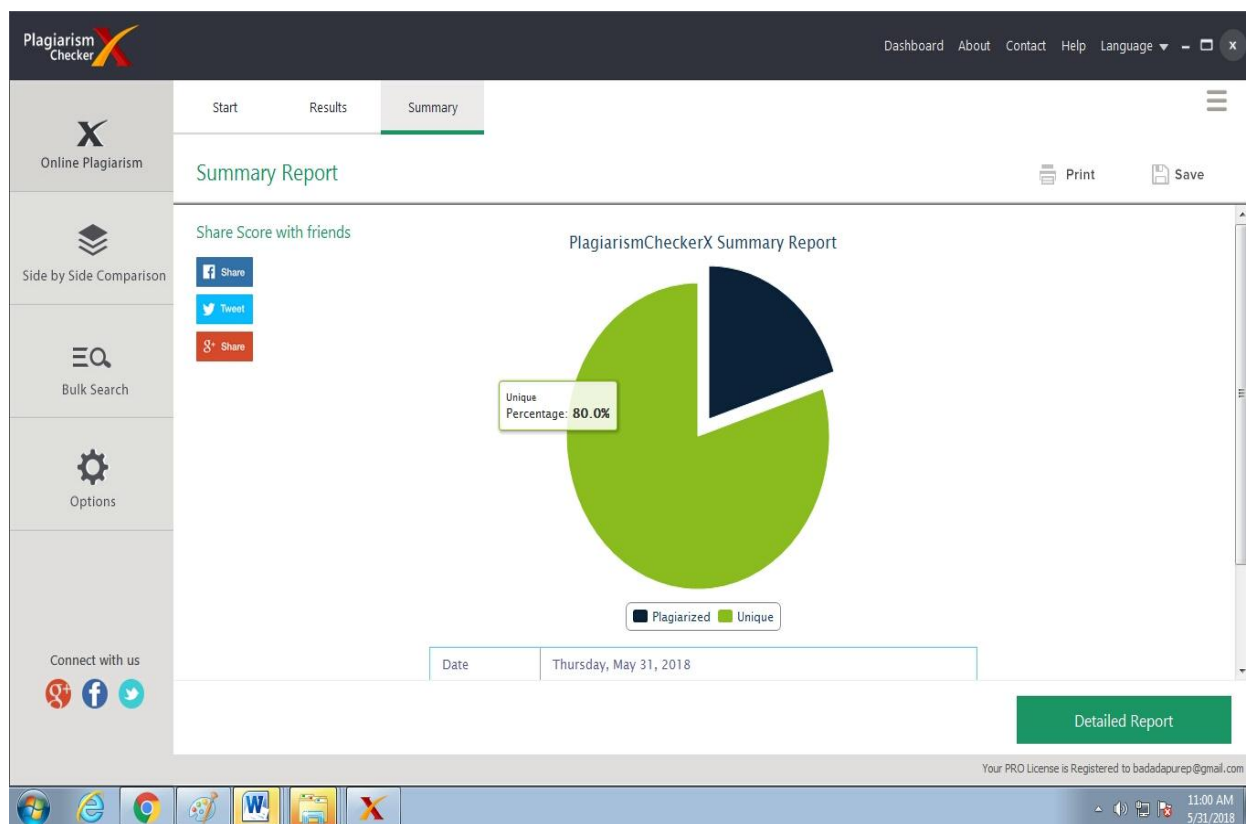 Plagiarism
Checker X
Dashboard About Contact Help Language
Online Plagiarism
Side by Side Comparison
Bulk Search
Options
Connect with us
Start Results Summary
Summary Report
Print Save
Share Score with friends
Share
Tweet
Share
PlagiarismCheckerX Summary Report
Unique
Percentage: 80.0%
Plagiarized Unique
Date Thursday, May 31, 2018
Detailed Report
Your PRO License is Registered to badadapurep@gmail.com
11:00 AM
5/31/2018